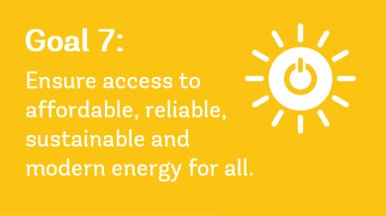 Goal 7:
Ensure access to
affordable, reliable,
sustainable and
modern energy for all.